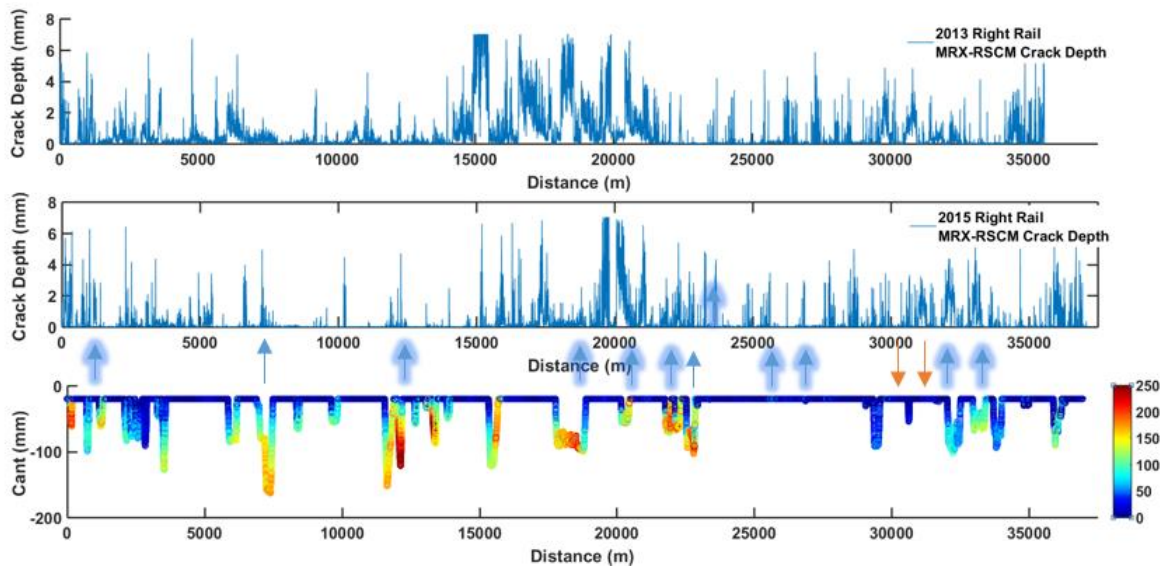 Crack Depth (mm)
8
6
4
2
0
2013 Right Rail
MRX-RSCM Crack Depth
0 5000 10000 15000 20000 25000 30000 35000
Distance (m)
Crack Depth (mm)
8
6
4
2
0
2015 Right Rail
MRX-RSCM Crack Depth
0 5000 10000 15000 20000 25000 30000 35000
Distance (m)
Cant (mm)
-0
-100
-200
0 5000 10000 15000 20000 25000 30000 35000
Distance (m)
250
200
150
100
50
0